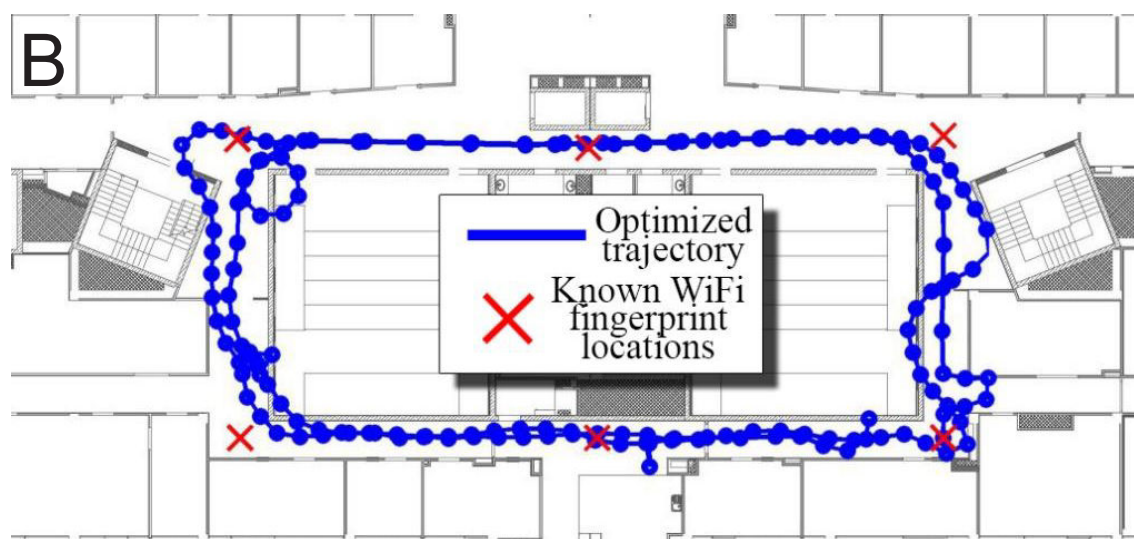 B
Optimized
trajectory
Known WiFi
fingerprint
locations